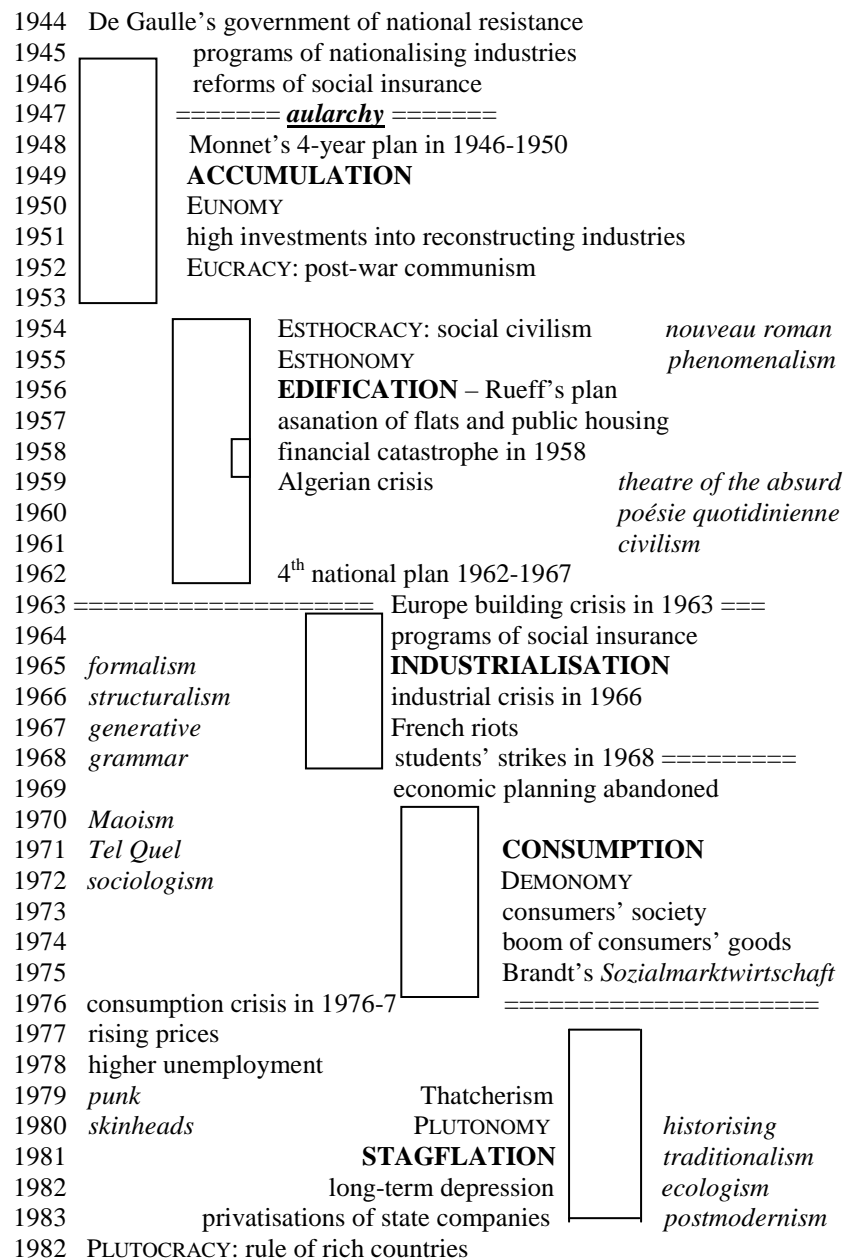 1944 De Gaulle’s government of national resistance
1945 programs of nationalising industries
1946 reforms of social insurance
1947 ======= aularchy =======
1948 Monnet’s 4-year plan in 1946-1950
1949 ACCUMULATION
1950 EUNOMY
1951 high investments into reconstructing industries
1952 EUCRACY: post-war communism
1953
1954 ESTHOCRACY: social civilism nouveau roman
1955 ESTHONOMY phenomenalism
1956 EDIFICATION – Rueff’s plan
1957 asanation of flats and public housing
1958 financial catastrophe in 1958
1959 Algerian crisis theatre of the absurd
1960 poésie quotidinienne
1961 civilism
1962 4th national plan 1962-1967
1963 ==================== Europe building crisis in 1963 ===
1964 programs of social insurance
1965 formalism INDUSTRIALISATION
1966 structuralism industrial crisis in 1966
1967 generative French riots
1968 grammar students’ strikes in 1968 =========
1969 economic planning abandoned
1970 Maoism
1971 Tel Quel CONSUMPTION
1972 sociologism DEMONOMY
1973 consumers’ society
1974 boom of consumers’ goods
1975 Brandt’s Sozialmarktwirtschaft
1976 consumption crisis in 1976-7 =====================
1977 rising prices
1978 higher unemployment
1979 punk Thatcherism
1980 skinheads PLUTONOMY historising
1981 STAGFLATION traditionalism
1982 long-term depression ecologism
1983 privatisations of state companies postmodernism
1982 PLUTOCRACY: rule of rich countries